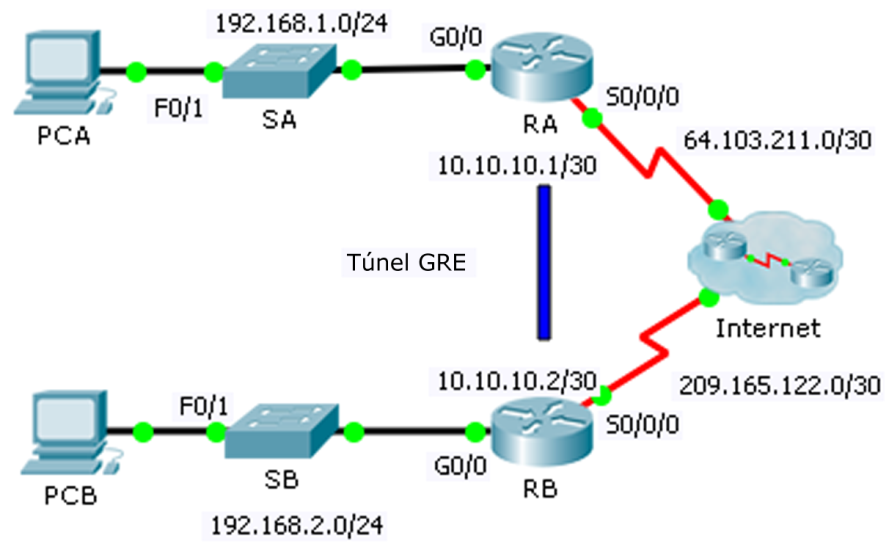 192.168.1.0/24
G0/0
F0/1
S0/0/0
PCA
SA
RA
64.103.211.0/30
10.10.10.1/30
Túnel GRE
Internet
10.10.10.2/30
209.165.122.0/30
F0/1
S0/0/0
G0/0
PCB
SB
RB
192.168.2.0/24